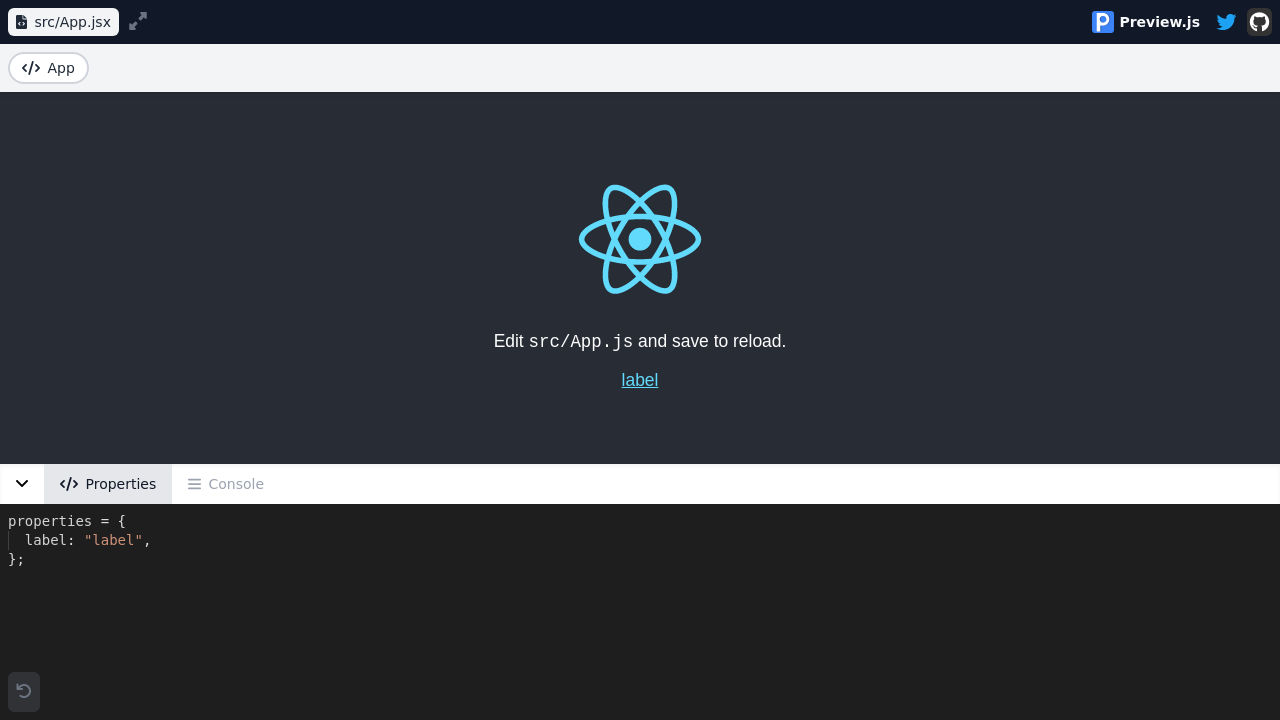 src/App.jsx
Preview.js
App
Edit src/App.js and save to reload.
label
Properties
Console
properties = {
  label: "label",
};